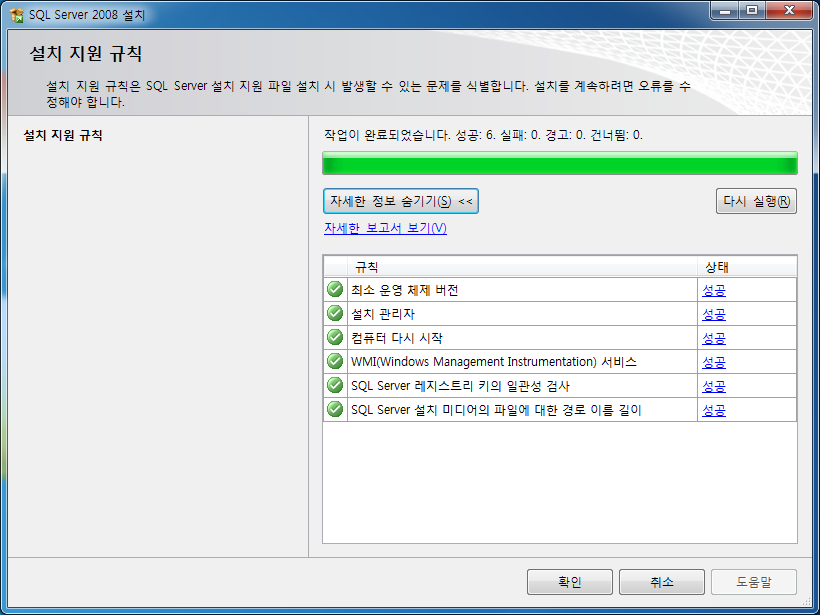 SQL Server 2008 설치
설치 지원 규칙
설치 지원 규칙은 SQL Server 설치 지원 파일 설치 시 발생할 수 있는 문제를 식별합니다. 설치를 계속하려면 오류를 수
정해야 합니다.
설치 지원 규칙
작업이 완료되었습니다. 성공: 6. 실패: 0. 경고: 0. 건너뜀: 0.
자세한 정보 숨기기(S) <<
다시 실행(R)
자세한 보고서 보기(V)
규칙 상태
최소 운영 체제 버전 성공
설치 관리자 성공
컴퓨터 다시 시작 성공
WMI(Windows Management Instrumentation) 서비스 성공
SQL Server 레지스트리 키의 일관성 검사 성공
SQL Server 설치 미디어의 파일에 대한 경로 이름 길이 성공
확인 취소 도움말